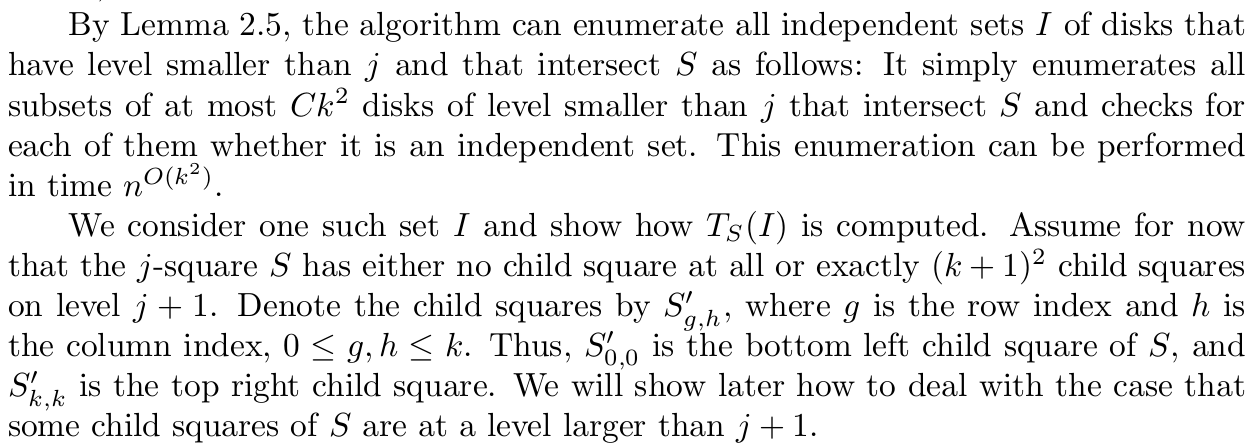 By Lemma 2.5, the algorithm can enumerate all independent sets I of disks that
have level smaller than j and that intersect S as follows: It simply enumerates all
subsets of at most Ck² disks of level smaller than j that intersect S and checks for
each of them whether it is an independent set. This enumeration can be performed
in time n^{O(k²)}.
We consider one such set I and show how T_S(I) is computed. Assume for now
that the j-square S has either no child square at all or exactly (k + 1)² child squares
on level j + 1. Denote the child squares by S′_{g,h}, where g is the row index and h is
the column index, 0 ≤ g, h ≤ k. Thus, S′_{0,0} is the bottom left child square of S, and
S′_{k,k} is the top right child square. We will show later how to deal with the case that
some child squares of S are at a level larger than j + 1.